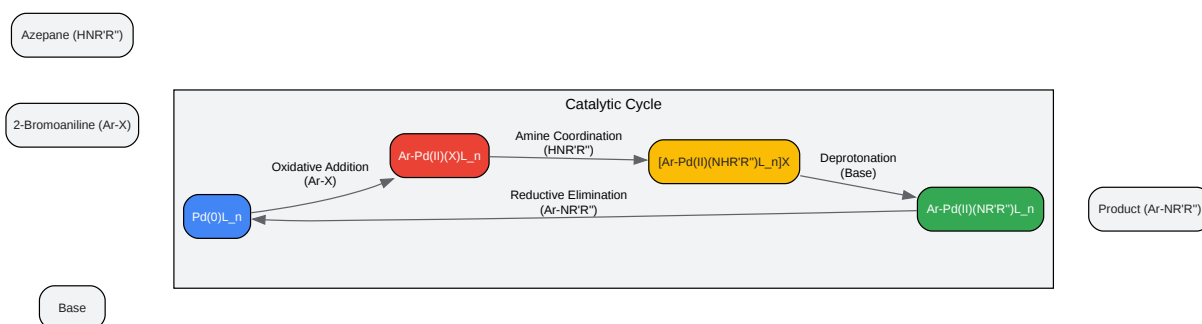 Azepane (HNR'R")
2-Bromoaniline (Ar-X)
Catalytic Cycle
Ar-Pd(II)(X)L_n
Amine Coordination
(HNR'R")
[Ar-Pd(II)(NHR'R")L_n]X
Deprotonation
(Base)
Oxidative Addition
(Ar-X)
Reductive Elimination
(Ar-NR'R")
Pd(0)L_n
Ar-Pd(II)(NR'R")L_n
Product (Ar-NR'R")
Base